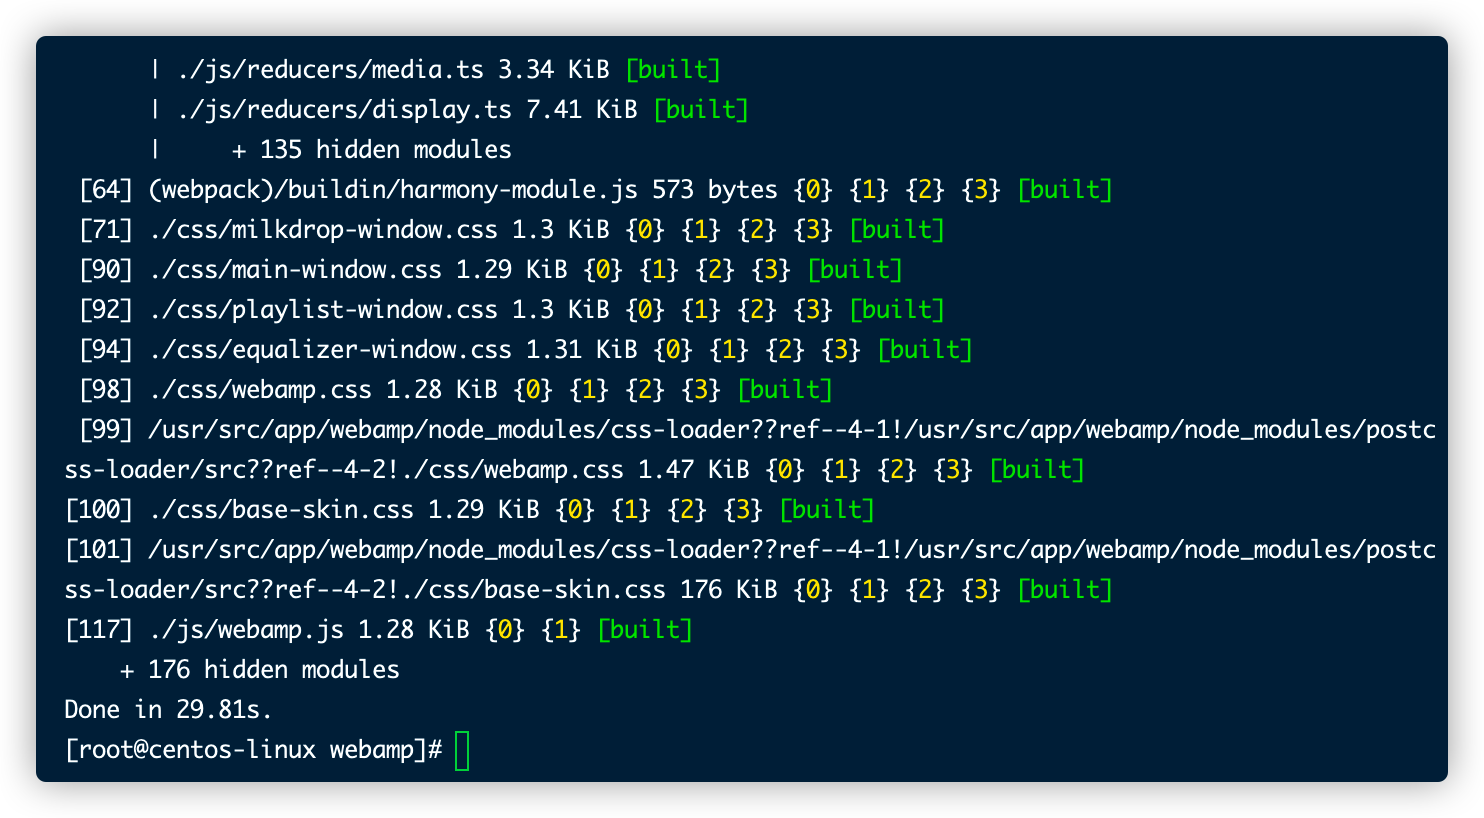 | ./js/reducers/media.ts 3.34 KiB [built]
| ./js/reducers/display.ts 7.41 KiB [built]
|     + 135 hidden modules
[64] (webpack)/buildin/harmony-module.js 573 bytes {0} {1} {2} {3} [built]
[71] ./css/milkdrop-window.css 1.3 KiB {0} {1} {2} {3} [built]
[90] ./css/main-window.css 1.29 KiB {0} {1} {2} {3} [built]
[92] ./css/playlist-window.css 1.3 KiB {0} {1} {2} {3} [built]
[94] ./css/equalizer-window.css 1.31 KiB {0} {1} {2} {3} [built]
[98] ./css/webamp.css 1.28 KiB {0} {1} {2} {3} [built]
[99] /usr/src/app/webamp/node_modules/css-loader??ref--4-1!/usr/src/app/webamp/node_modules/postc
ss-loader/src??ref--4-2!./css/webamp.css 1.47 KiB {0} {1} {2} {3} [built]
[100] ./css/base-skin.css 1.29 KiB {0} {1} {2} {3} [built]
[101] /usr/src/app/webamp/node_modules/css-loader??ref--4-1!/usr/src/app/webamp/node_modules/postc
ss-loader/src??ref--4-2!./css/base-skin.css 176 KiB {0} {1} {2} {3} [built]
[117] ./js/webamp.js 1.28 KiB {0} {1} [built]
+ 176 hidden modules
Done in 29.81s.
[root@centos-linux webamp]#